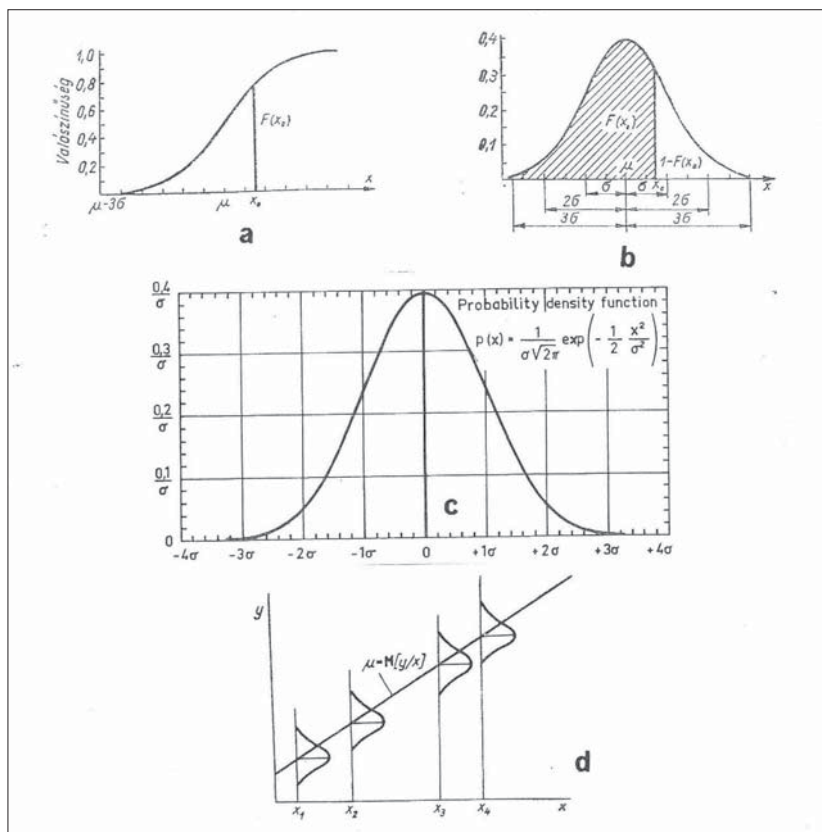 Valószínűség
1,0
0,8
0,6
0,4
0,2
F(x₀)
μ-3σ
μ
x₀
x
a
0,4
0,3
0,2
0,1
F(x₀)
μ
1-F(x₀)
σ
σ
x₀
x
2σ
2σ
3σ
3σ
b
0,4/σ
0,3/σ
0,2/σ
0,1/σ
0
Probability density function
p(x) = 1/(σ√2π) exp(-1/2 x²/σ²)
c
-4σ -3σ -2σ -1σ 0 +1σ +2σ +3σ +4σ
y
μ=M[y/x]
d
x₁ x₂ x₃ x₄ x